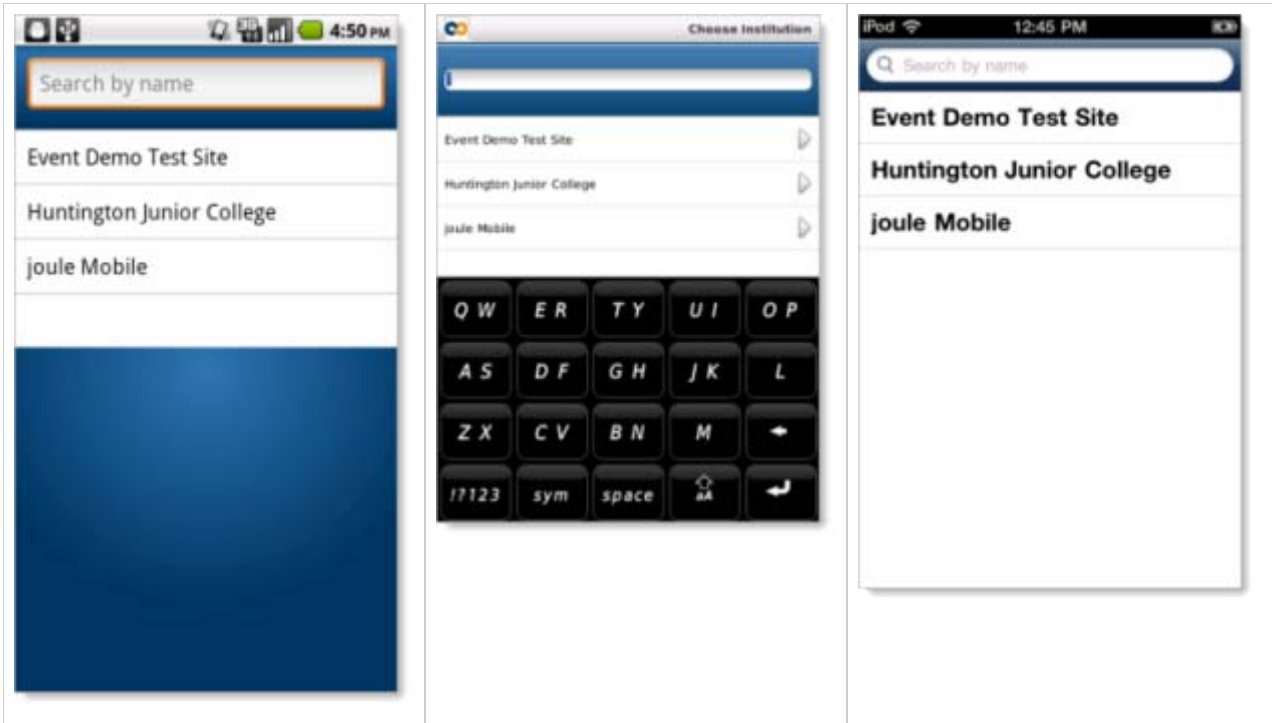 4:50 PM
Search by name
Event Demo Test Site
Huntington Junior College
joule Mobile
Choose Institution
Event Demo Test Site
Huntington Junior College
joule Mobile
Q W E R T Y U I O P
A S D F G H J K L
Z X C V B N M
!?123 sym space aA
iPod 12:45 PM
Search by name
Event Demo Test Site
Huntington Junior College
joule Mobile